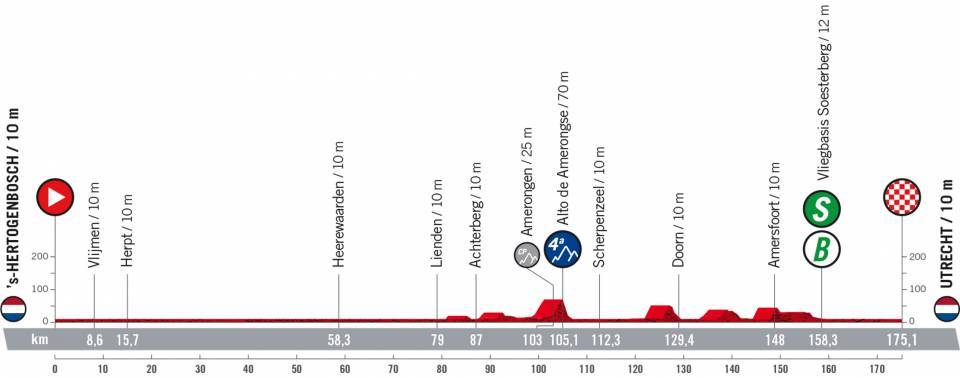 's-HERTOGENBOSCH / 10 m
Vlijmen / 10 m
Herpt / 10 m
Heerewaarden / 10 m
Lienden / 10 m
Achterberg / 10 m
Amerongen / 25 m
Alto de Amerongse / 70 m
Scherpenzeel / 10 m
Doorn / 10 m
Amersfoort / 10 m
Vliegbasis Soesterberg / 12 m
UTRECHT / 10 m
CP
4ª
S
B
200
100
0
200
100
0
km 8,6 15,7 58,3 79 87 103 105,1 112,3 129,4 148 158,3 175,1
0 10 20 30 40 50 60 70 80 90 100 110 120 130 140 150 160 170